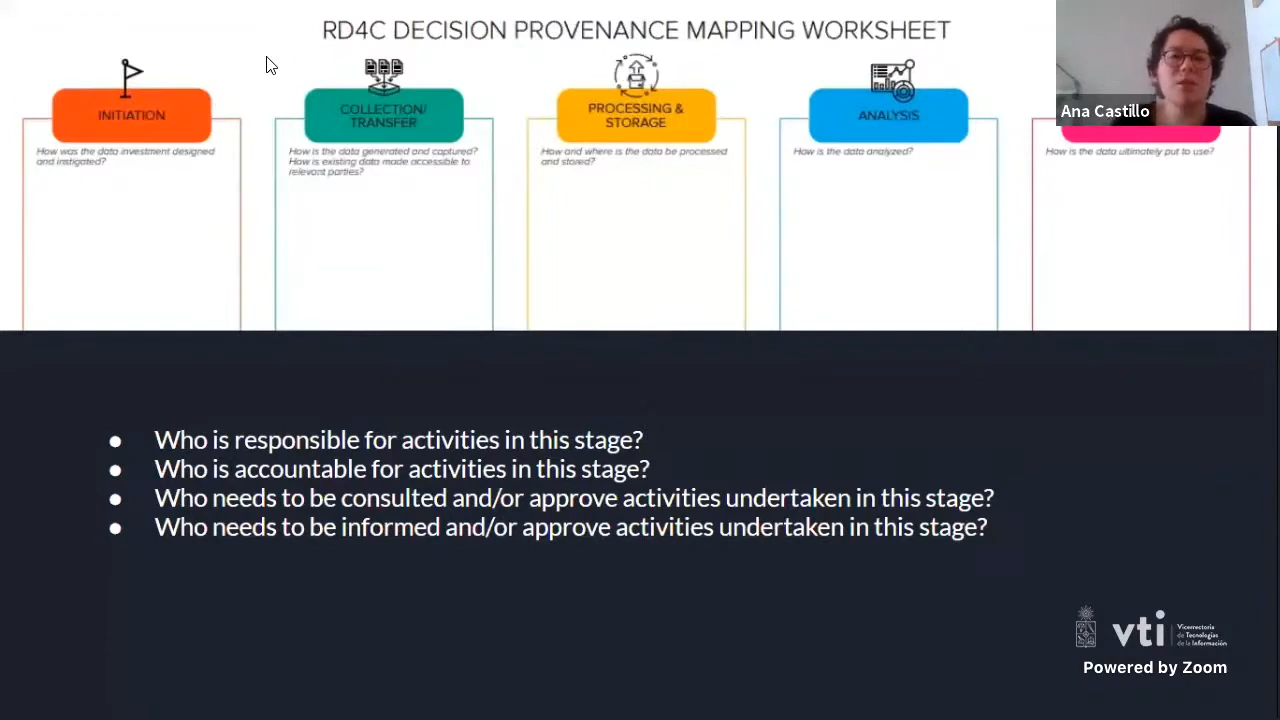 RD4C DECISION PROVENANCE MAPPING WORKSHEET
Ana Castillo
INITIATION
How was the data investment designed
and instigated?
COLLECTION/
TRANSFER
How is the data generated and captured?
How is existing data made accessible to
relevant parties?
PROCESSING &
STORAGE
How and where is the data be processed
and stored?
ANALYSIS
How is the data analyzed?
How is the data ultimately put to use?
● Who is responsible for activities in this stage?
● Who is accountable for activities in this stage?
● Who needs to be consulted and/or approve activities undertaken in this stage?
● Who needs to be informed and/or approve activities undertaken in this stage?
vti
Vicerrectoría
de Tecnologías
de la Información
Powered by Zoom